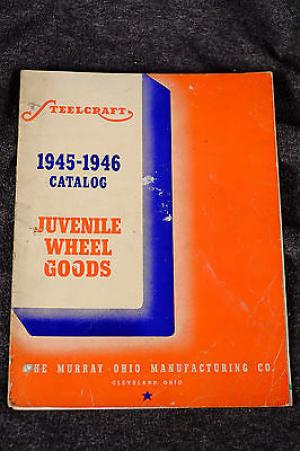 STEELCRAFT
1945-1946
CATALOG
JUVENILE
WHEEL
GOODS
THE MURRAY-OHIO MANUFACTURING CO.
CLEVELAND, OHIO